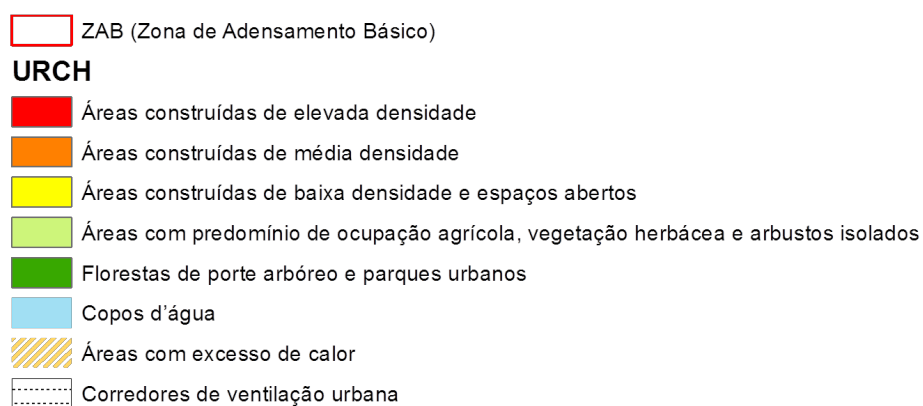 ZAB (Zona de Adensamento Básico)
URCH
Áreas construídas de elevada densidade
Áreas construídas de média densidade
Áreas construídas de baixa densidade e espaços abertos
Áreas com predomínio de ocupação agrícola, vegetação herbácea e arbustos isolados
Florestas de porte arbóreo e parques urbanos
Copos d’água
Áreas com excesso de calor
Corredores de ventilação urbana